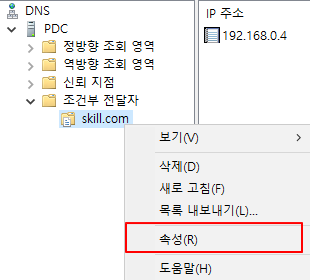 DNS
PDC
정방향 조회 영역
역방향 조회 영역
신뢰 지점
조건부 전달자
skill.com
IP 주소
192.168.0.4
보기(V)
삭제(D)
새로 고침(F)
목록 내보내기(L)...
속성(R)
도움말(H)